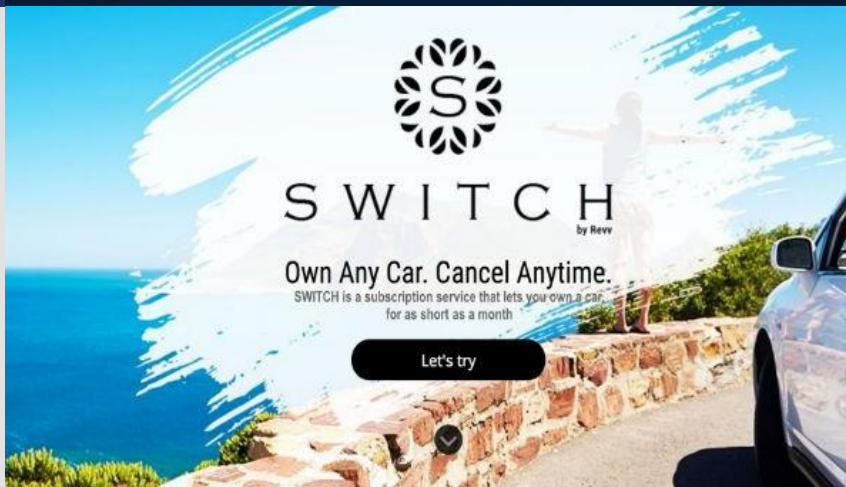 S
SWITCH
by Revv
Own Any Car. Cancel Anytime.
SWITCH is a subscription service that lets you own a car,
for as short as a month
Let's try